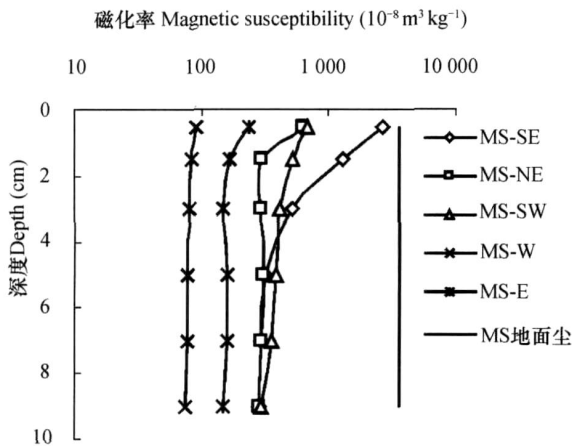 磁化率 Magnetic susceptibility (10⁻⁸ m³ kg⁻¹)
10 100 1 000 10 000
0
2
4
6
8
10
深度Depth (cm)
MS-SE
MS-NE
MS-SW
MS-W
MS-E
MS地面尘